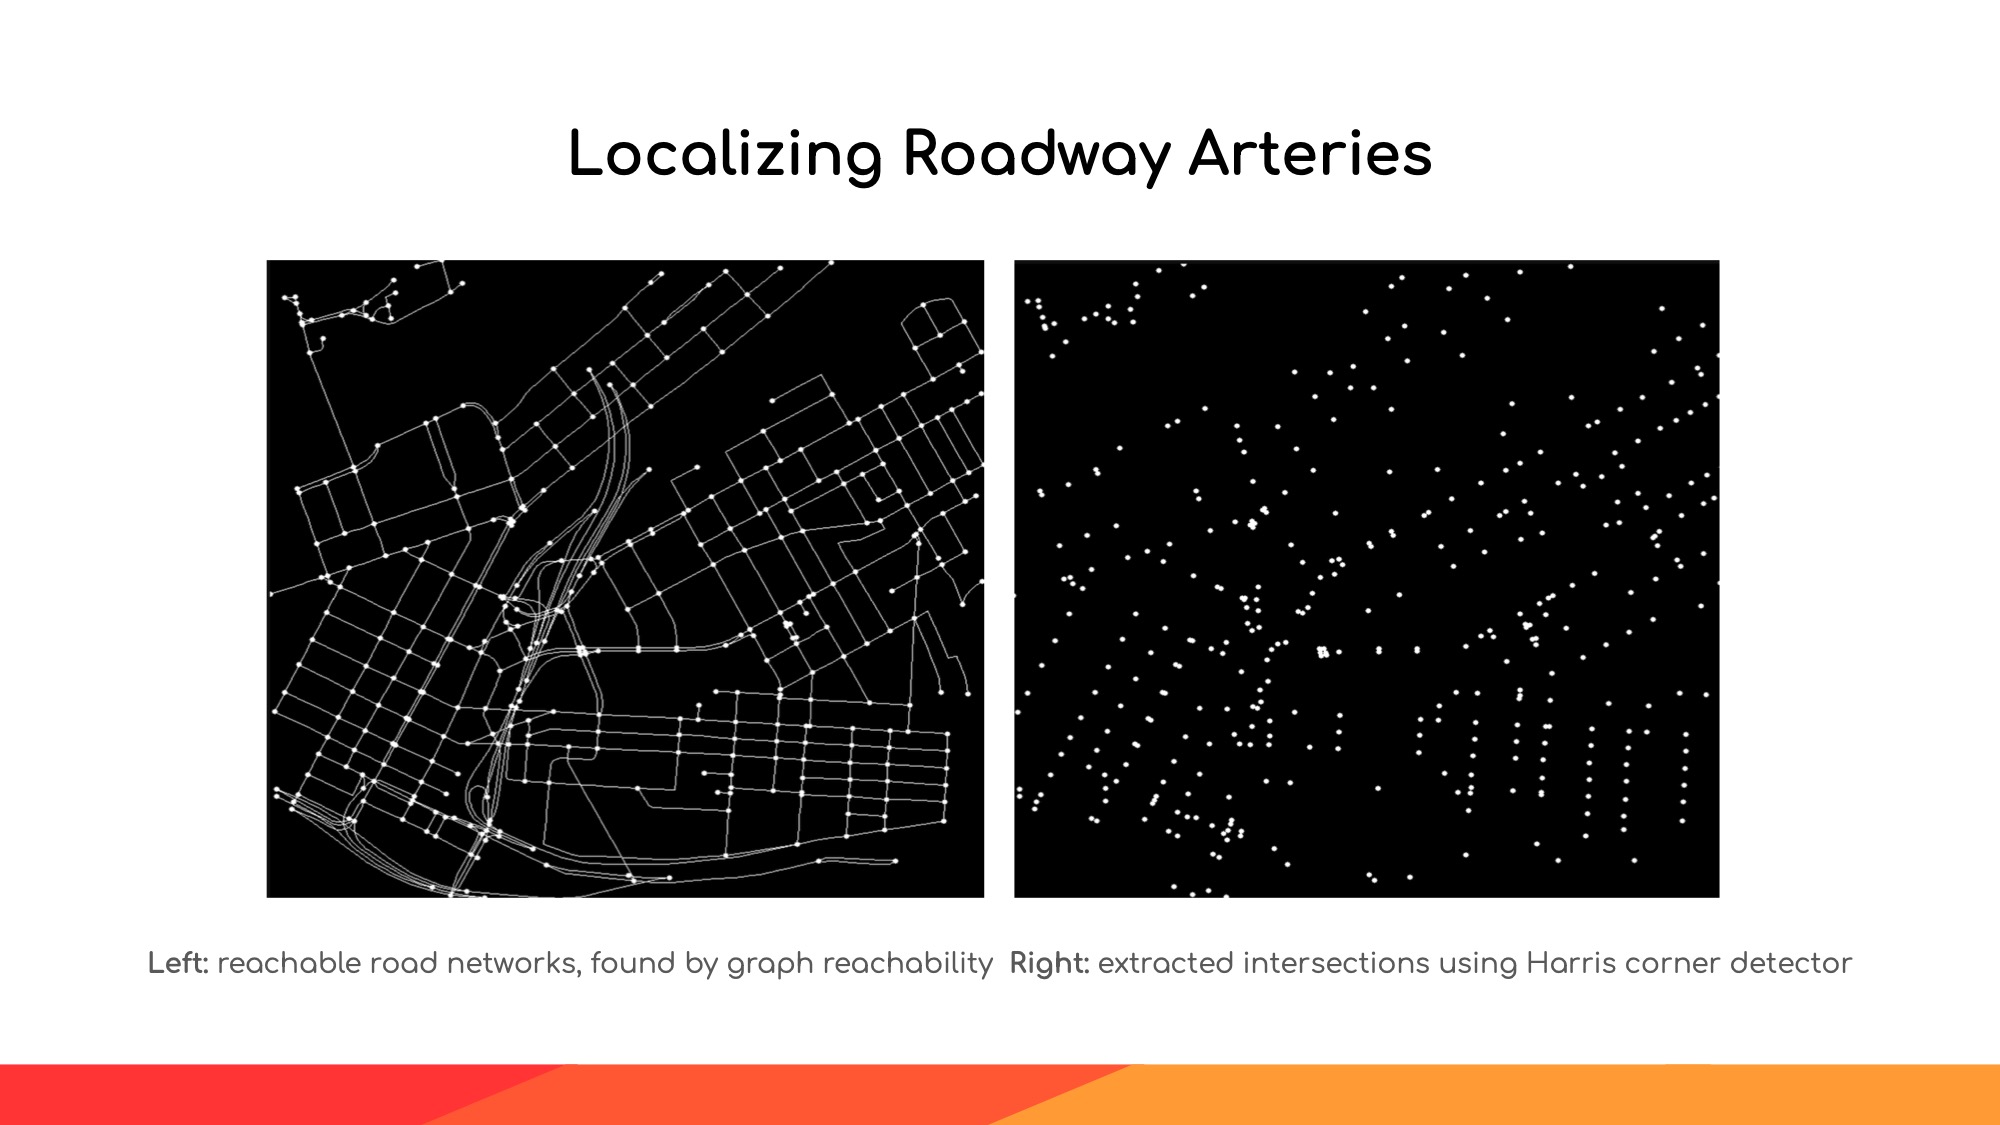 Localizing Roadway Arteries
Left: reachable road networks, found by graph reachability
Right: extracted intersections using Harris corner detector